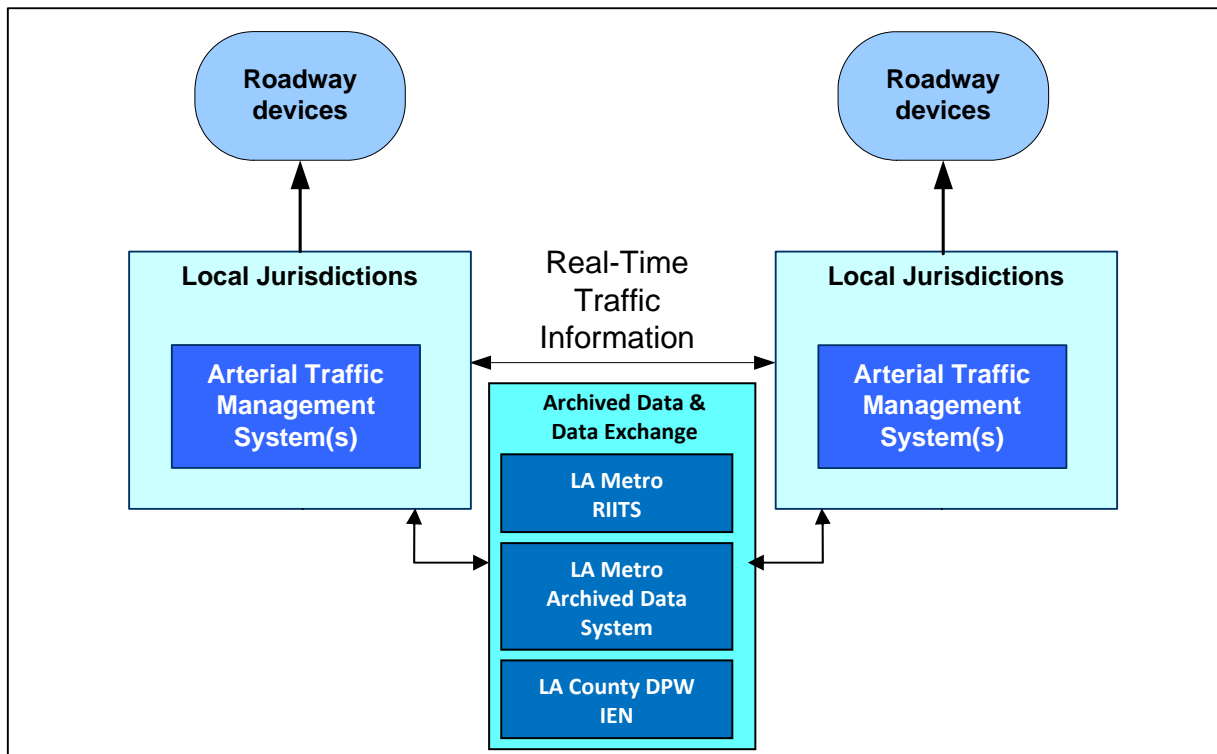 Roadway
devices
Roadway
devices
Local Jurisdictions
Arterial Traffic
Management
System(s)
Real-Time
Traffic
Information
Local Jurisdictions
Arterial Traffic
Management
System(s)
Archived Data &
Data Exchange
LA Metro
RIITS
LA Metro
Archived Data
System
LA County DPW
IEN